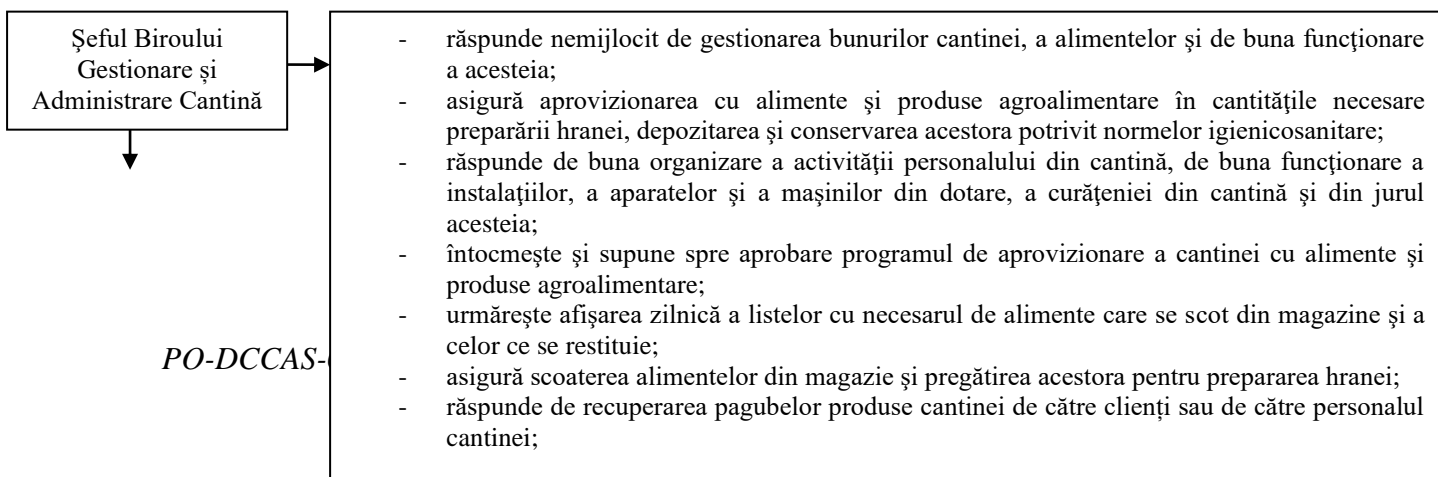 Şeful Biroului
Gestionare și
Administrare Cantină
- răspunde nemijlocit de gestionarea bunurilor cantinei, a alimentelor şi de buna funcţionare
a acesteia;
- asigură aprovizionarea cu alimente şi produse agroalimentare în cantităţile necesare
preparării hranei, depozitarea şi conservarea acestora potrivit normelor igienicosanitare;
- răspunde de buna organizare a activităţii personalului din cantină, de buna funcţionare a
instalaţiilor, a aparatelor şi a maşinilor din dotare, a curăţeniei din cantină şi din jurul
acesteia;
- întocmeşte şi supune spre aprobare programul de aprovizionare a cantinei cu alimente şi
produse agroalimentare;
- urmăreşte afişarea zilnică a listelor cu necesarul de alimente care se scot din magazine şi a
celor ce se restituie;
- asigură scoaterea alimentelor din magazie şi pregătirea acestora pentru prepararea hranei;
- răspunde de recuperarea pagubelor produse cantinei de către clienți sau de către personalul
cantinei;
PO-DCCAS-